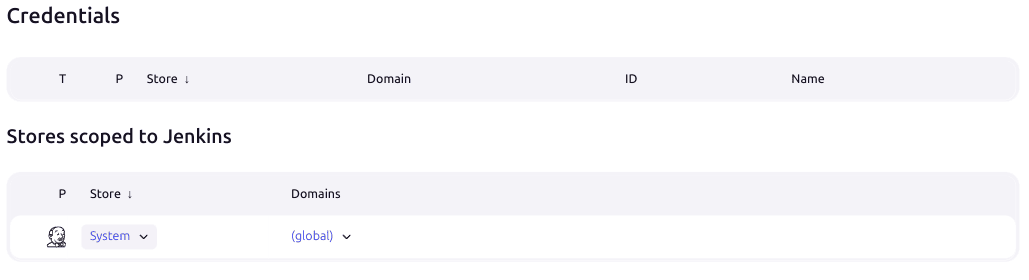 Credentials
T P Store ↓ Domain ID Name
Stores scoped to Jenkins
P Store ↓ Domains
System (global)